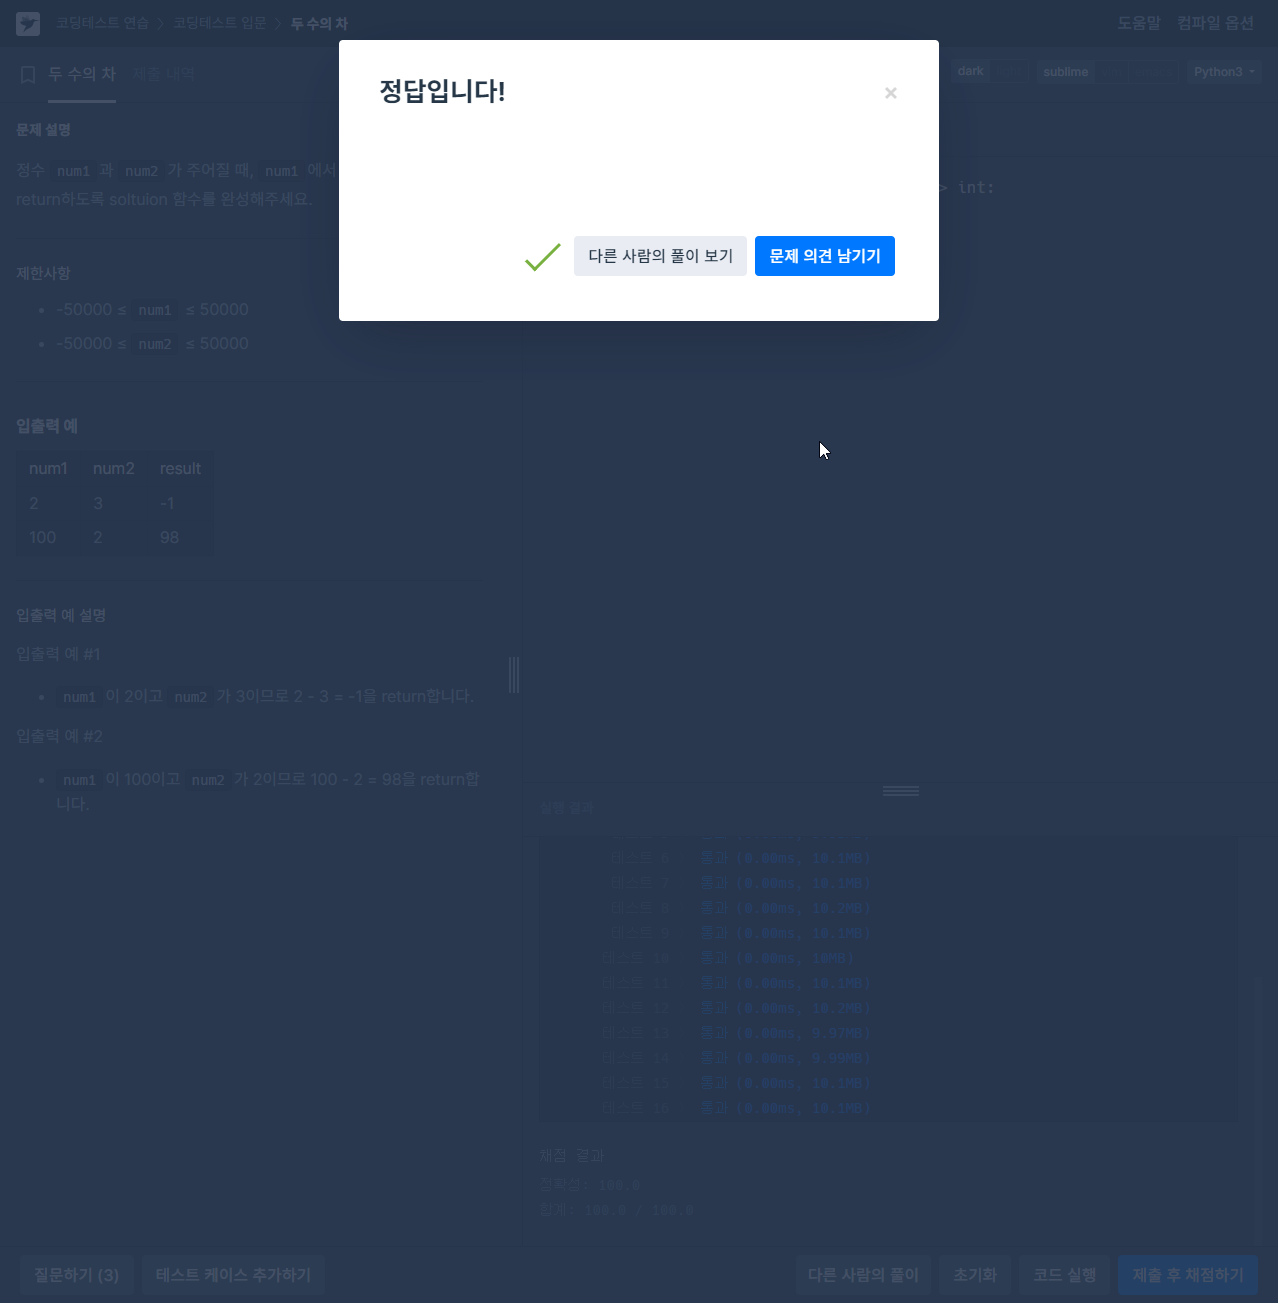 코딩테스트 연습 > 코딩테스트 입문 > 두 수의 차
도움말 컴파일 옵션
두 수의 차 제출 내역
dark sublime Python3
정답입니다!
×
다른 사람의 풀이 보기 문제 의견 남기기
문제 설명
정수 num1 과 num2 가 주어질 때, num1 에서
return하도록 soltuion 함수를 완성해주세요.
> int:
제한사항
-50000 ≤ num1 ≤ 50000
-50000 ≤ num2 ≤ 50000
입출력 예
num1 num2 result
2 3 -1
100 2 98
입출력 예 설명
입출력 예 #1
num1 이 2이고 num2 가 3이므로 2 - 3 = -1을 return합니다.
입출력 예 #2
num1 이 100이고 num2 가 2이므로 100 - 2 = 98을 return합
니다.
실행 결과
테스트 6 통과 (0.00ms, 10.1MB)
테스트 7 통과 (0.00ms, 10.1MB)
테스트 8 통과 (0.00ms, 10.2MB)
테스트 9 통과 (0.00ms, 10.1MB)
테스트 10 통과 (0.00ms, 10MB)
테스트 11 통과 (0.00ms, 10.1MB)
테스트 12 통과 (0.00ms, 10.2MB)
테스트 13 통과 (0.00ms, 9.97MB)
테스트 14 통과 (0.00ms, 9.99MB)
테스트 15 통과 (0.00ms, 10.1MB)
테스트 16 통과 (0.00ms, 10.1MB)
채점 결과
정확성: 100.0
합계: 100.0 / 100.0
질문하기 (3) 테스트 케이스 추가하기 다른 사람의 풀이 초기화 코드 실행 제출 후 채점하기